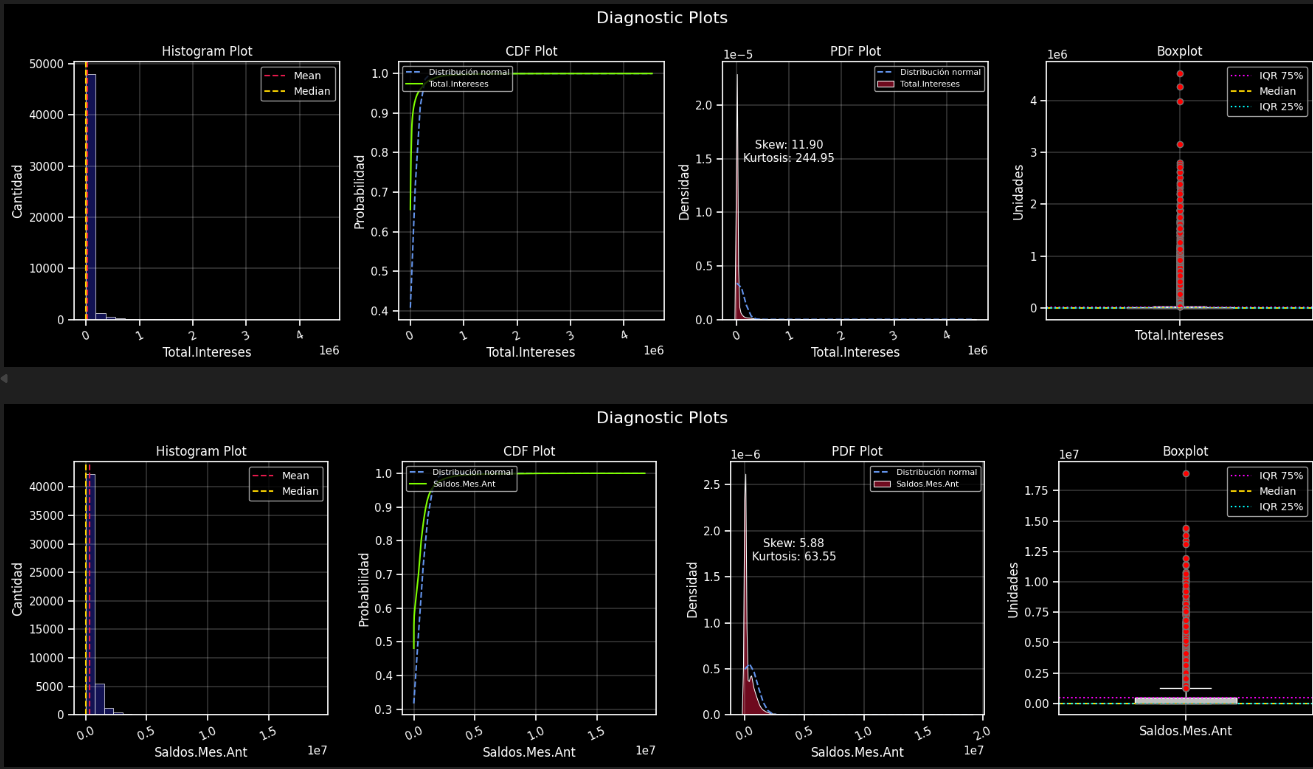 Diagnostic Plots
Histogram Plot
50000
40000
30000
20000
10000
0
Cantidad
Mean
Median
0
1
2
3
4
1e6
Total.Intereses
CDF Plot
1.0
0.9
0.8
0.7
0.6
0.5
0.4
Probabilidad
Distribución normal
Total.Intereses
0
1
2
3
4
1e6
Total.Intereses
PDF Plot
1e−5
2.0
1.5
1.0
0.5
0.0
Densidad
Distribución normal
Total.Intereses
Skew: 11.90
Kurtosis: 244.95
0
1
2
3
4
1e6
Total.Intereses
Boxplot
1e6
4
3
2
1
0
Unidades
IQR 75%
Median
IQR 25%
Total.Intereses
Diagnostic Plots
Histogram Plot
40000
35000
30000
25000
20000
15000
10000
5000
0
Cantidad
Mean
Median
0.0
0.5
1.0
1.5
1e7
Saldos.Mes.Ant
CDF Plot
1.0
0.9
0.8
0.7
0.6
0.5
0.4
0.3
Probabilidad
Distribución normal
Saldos.Mes.Ant
0.0
0.5
1.0
1.5
1e7
Saldos.Mes.Ant
PDF Plot
1e−6
2.5
2.0
1.5
1.0
0.5
0.0
Densidad
Distribución normal
Saldos.Mes.Ant
Skew: 5.88
Kurtosis: 63.55
0.0
0.5
1.0
1.5
2.0
1e7
Saldos.Mes.Ant
Boxplot
1e7
1.75
1.50
1.25
1.00
0.75
0.50
0.25
0.00
Unidades
IQR 75%
Median
IQR 25%
Saldos.Mes.Ant